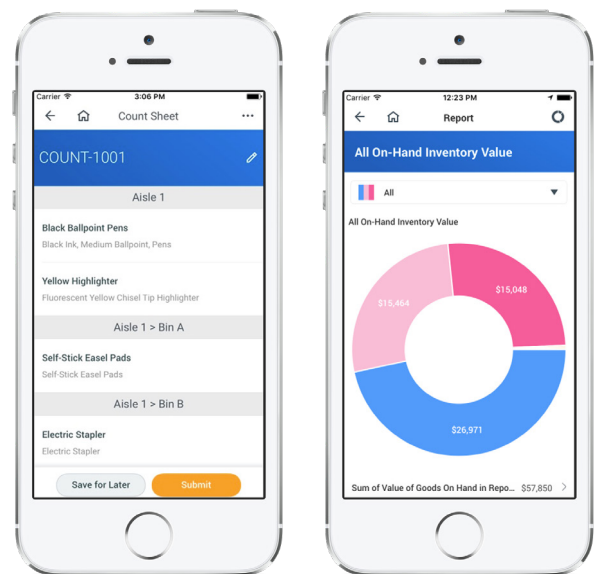 Carrier 3:06 PM
Count Sheet
COUNT-1001
Aisle 1
Black Ballpoint Pens
Black Ink, Medium Ballpoint, Pens
Yellow Highlighter
Fluorescent Yellow Chisel Tip Highlighter
Aisle 1 > Bin A
Self-Stick Easel Pads
Self-Stick Easel Pads
Aisle 1 > Bin B
Electric Stapler
Electric Stapler
Save for Later Submit
Carrier 12:23 PM
Report
All On-Hand Inventory Value
All
All On-Hand Inventory Value
$15,048
$15,464
$26,971
Sum of Value of Goods On Hand in Repo... $57,850 >